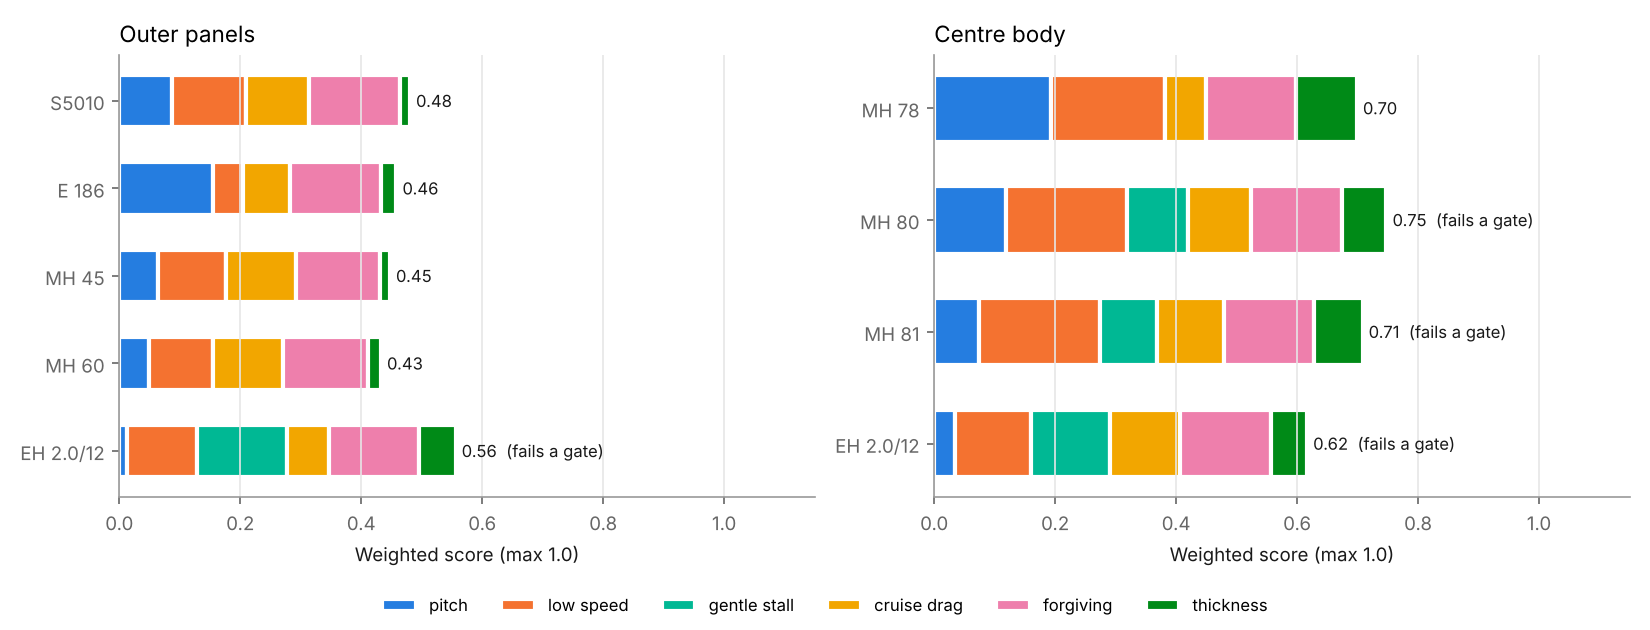 Outer panels
S5010
0.48
E 186
0.46
MH 45
0.45
MH 60
0.43
EH 2.0/12
0.56 (fails a gate)
0.0 0.2 0.4 0.6 0.8 1.0
Weighted score (max 1.0)
Centre body
MH 78
0.70
MH 80
0.75 (fails a gate)
MH 81
0.71 (fails a gate)
EH 2.0/12
0.62 (fails a gate)
0.0 0.2 0.4 0.6 0.8 1.0
Weighted score (max 1.0)
pitch low speed gentle stall cruise drag forgiving thickness